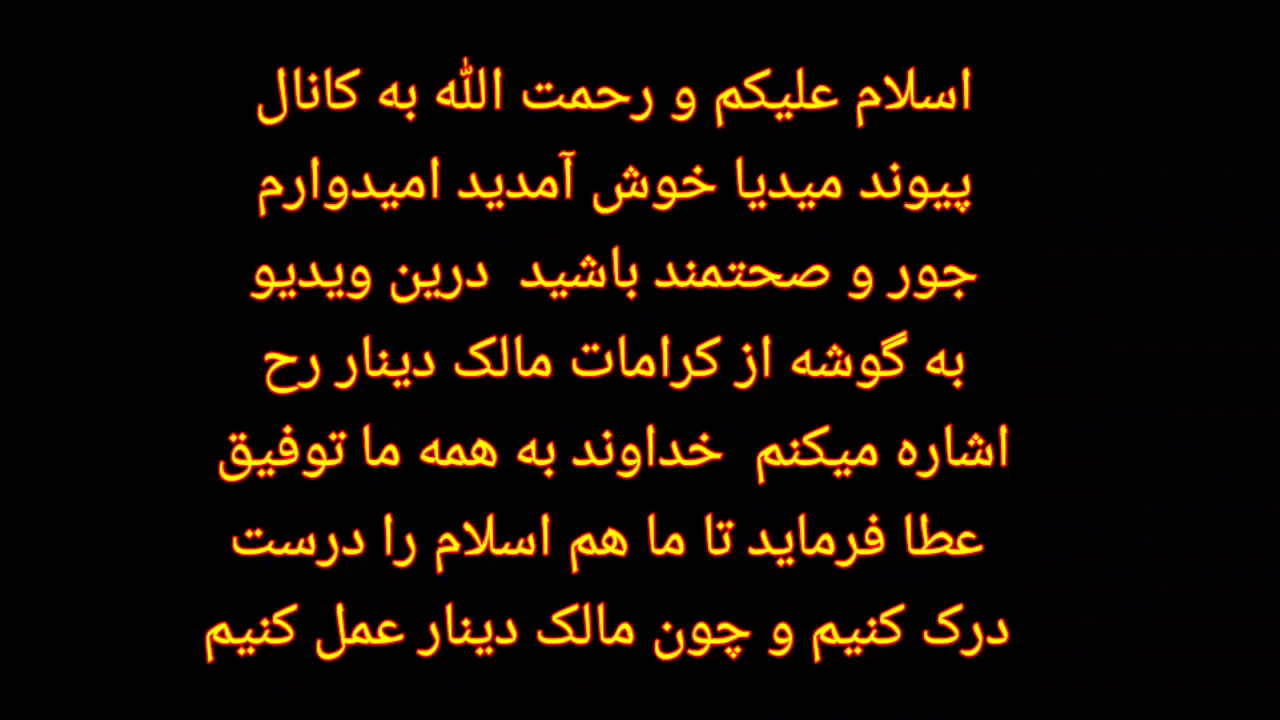 اسلام علیکم و رحمت الله به کانال
پیوند میدیا خوش آمدید امیدوارم
جور و صحتمند باشید  درین ویدیو
به گوشه از کرامات مالک دینار رح
اشاره میکنم  خداوند به همه ما توفیق
عطا فرماید تا ما هم اسلام را درست
درک کنیم و چون مالک دینار عمل کنیم